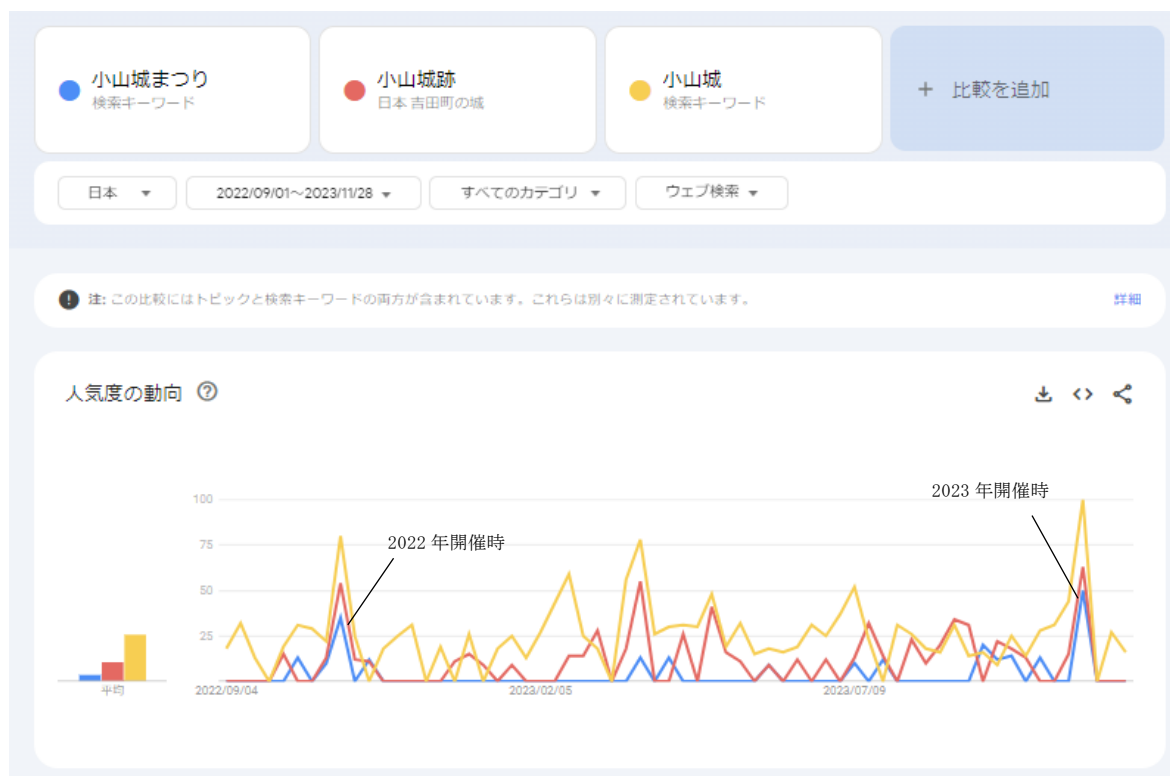 小山城まつり
検索キーワード
小山城跡
日本 吉田町の城
小山城
検索キーワード
+ 比較を追加
日本
2022/09/01～2023/11/28
すべてのカテゴリ
ウェブ検索
注: この比較にはトピックと検索キーワードの両方が含まれています。これらは別々に測定されています。
詳細
人気度の動向
2023 年開催時
2022 年開催時
100
75
50
25
平均
2022/09/04
2023/02/05
2023/07/09